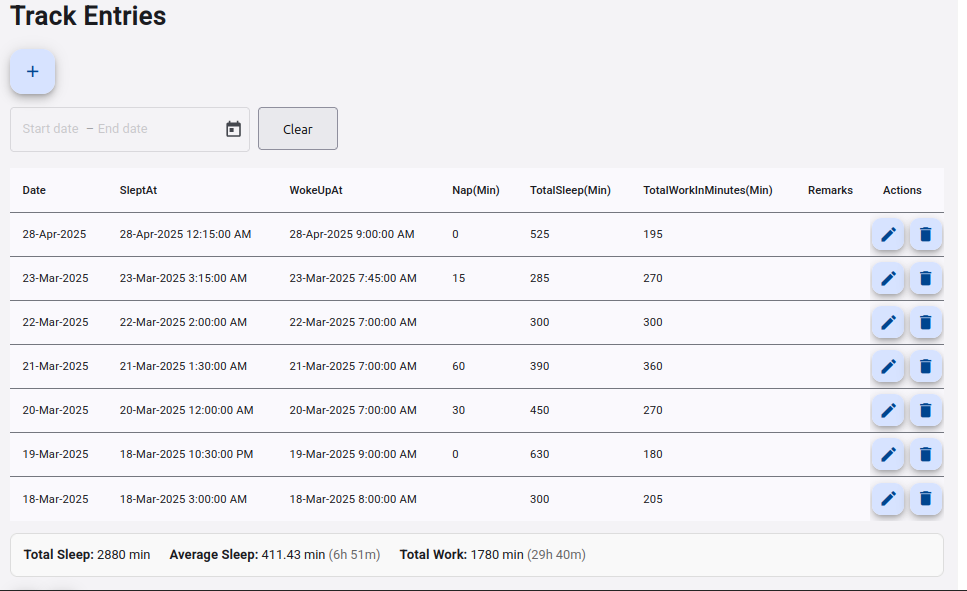 Track Entries
+
Start date – End date Clear
Date SleptAt WokeUpAt Nap(Min) TotalSleep(Min) TotalWorkInMinutes(Min) Remarks Actions
28-Apr-2025 28-Apr-2025 12:15:00 AM 28-Apr-2025 9:00:00 AM 0 525 195
23-Mar-2025 23-Mar-2025 3:15:00 AM 23-Mar-2025 7:45:00 AM 15 285 270
22-Mar-2025 22-Mar-2025 2:00:00 AM 22-Mar-2025 7:00:00 AM 300 300
21-Mar-2025 21-Mar-2025 1:30:00 AM 21-Mar-2025 7:00:00 AM 60 390 360
20-Mar-2025 20-Mar-2025 12:00:00 AM 20-Mar-2025 7:00:00 AM 30 450 270
19-Mar-2025 18-Mar-2025 10:30:00 PM 19-Mar-2025 9:00:00 AM 0 630 180
18-Mar-2025 18-Mar-2025 3:00:00 AM 18-Mar-2025 8:00:00 AM 300 205
Total Sleep: 2880 min Average Sleep: 411.43 min (6h 51m) Total Work: 1780 min (29h 40m)